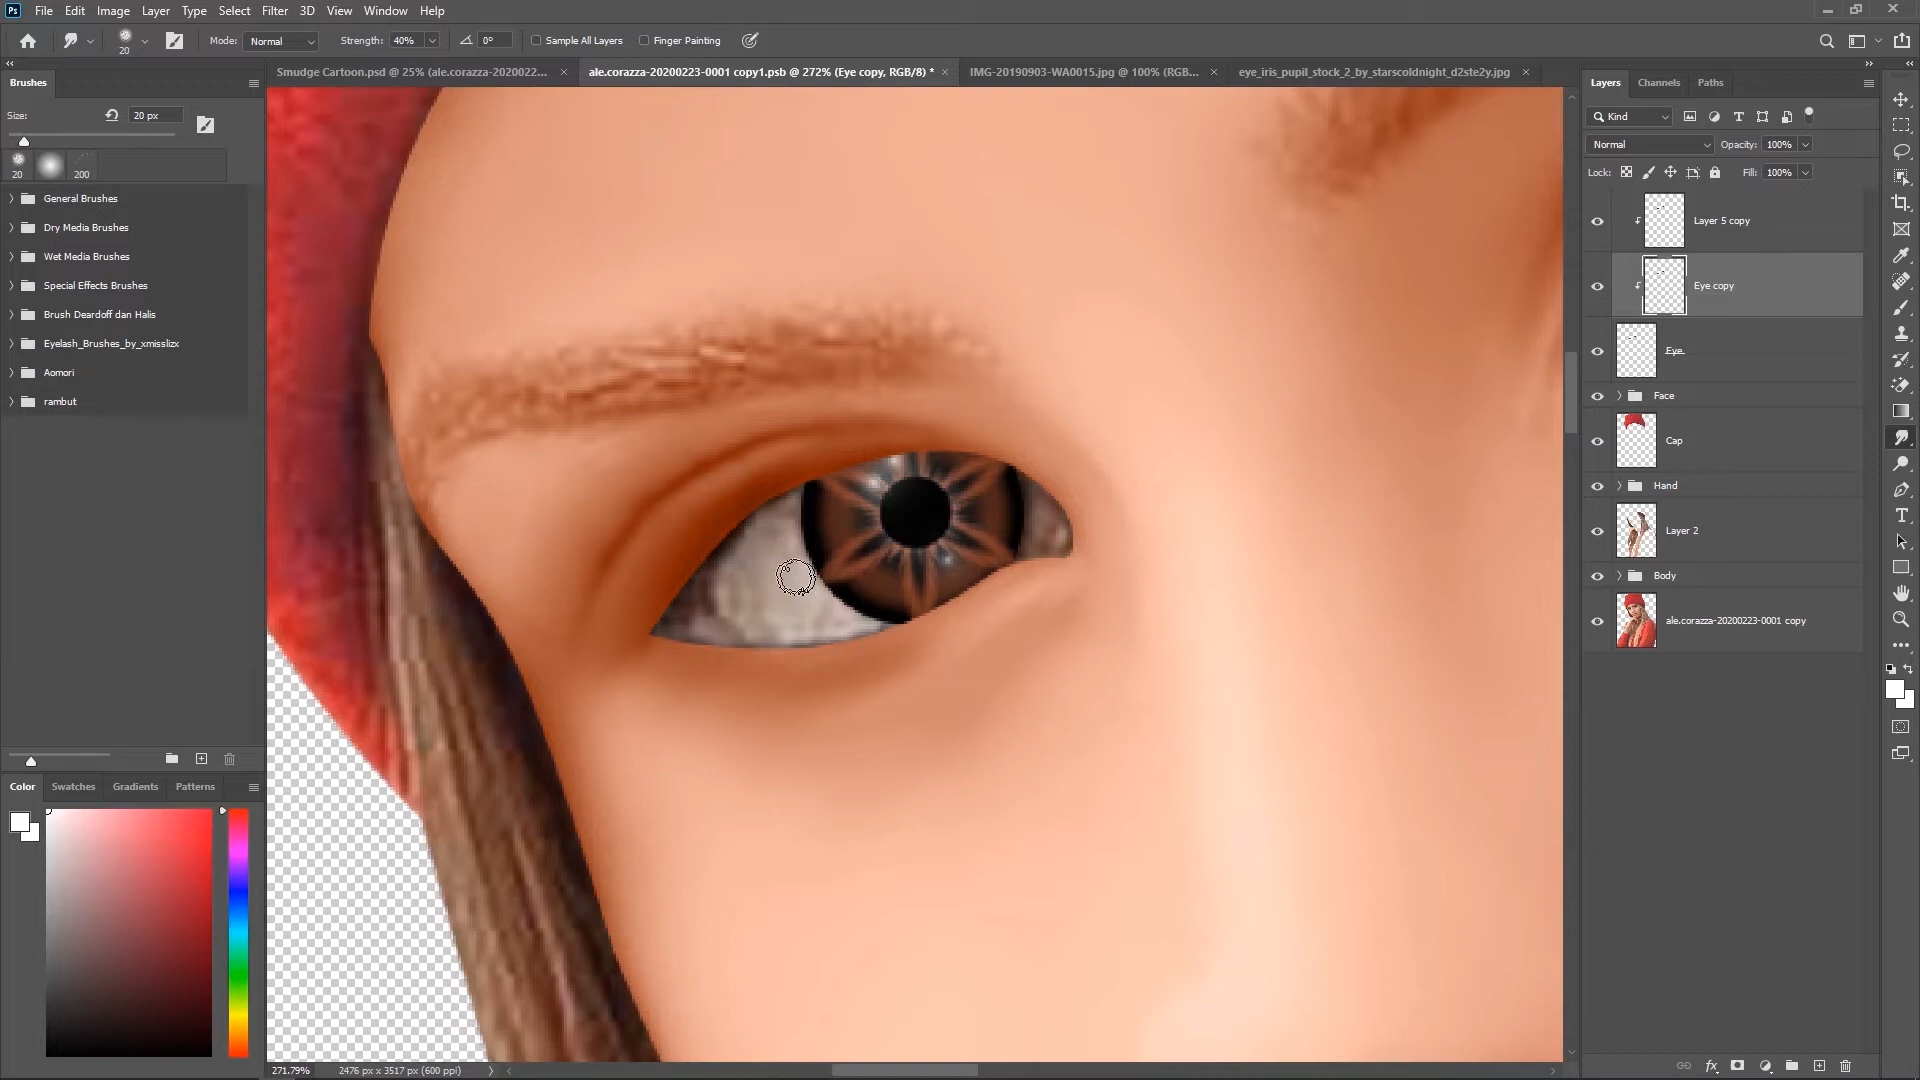 Ps File Edit Image Layer Type Select Filter 3D View Window Help
20 Mode: Normal Strength: 40% 0° Sample All Layers Finger Painting
Smudge Cartoon.psd @ 25% (ale.corazza-2020022... × ale.corazza-20200223-0001 copy1.psb @ 272% (Eye copy, RGB/8) * × IMG-20190903-WA0015.jpg @ 100% (RGB... × eye_iris_pupil_stock_2_by_starscoldnight_d2ste2y.jpg ×
Brushes
Size: 20 px
20 200
General Brushes
Dry Media Brushes
Wet Media Brushes
Special Effects Brushes
Brush Deardoff dan Halis
Eyelash_Brushes_by_xmisslizx
Aomori
rambut
Color Swatches Gradients Patterns
271.79% 2476 px x 3517 px (600 ppi)
Layers Channels Paths
Kind
Normal Opacity: 100%
Lock: Fill: 100%
Layer 5 copy
Eye copy
Eye
Face
Cap
Hand
Layer 2
Body
ale.corazza-20200223-0001 copy
fx